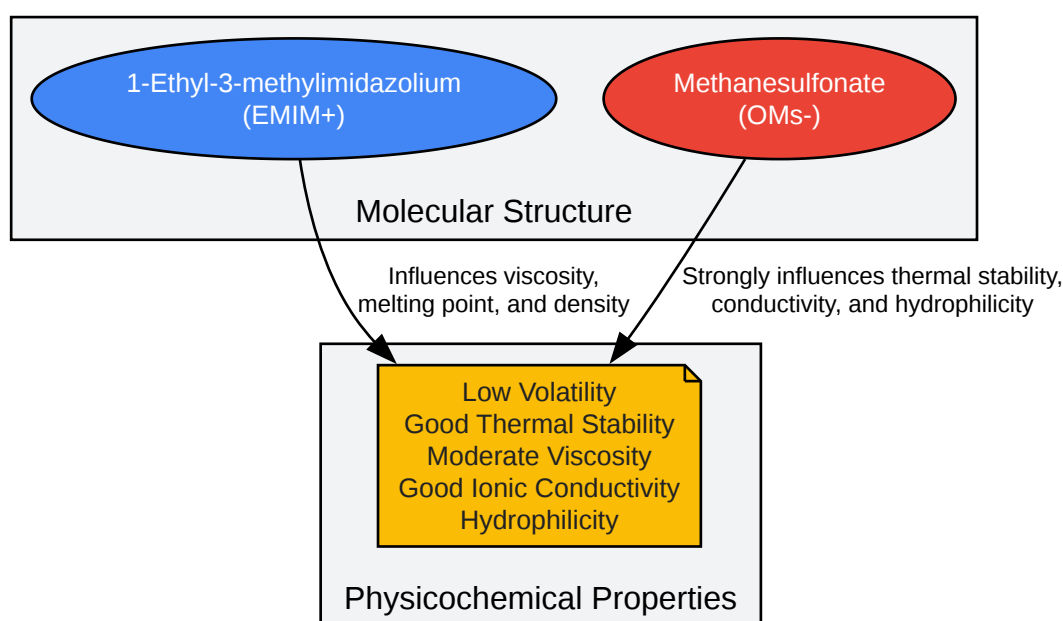 1-Ethyl-3-methylimidazolium
(EMIM+)
Methanesulfonate
(OMs-)
Molecular Structure
Influences viscosity,
melting point, and density
Strongly influences thermal stability,
conductivity, and hydrophilicity
Low Volatility
Good Thermal Stability
Moderate Viscosity
Good Ionic Conductivity
Hydrophilicity
Physicochemical Properties